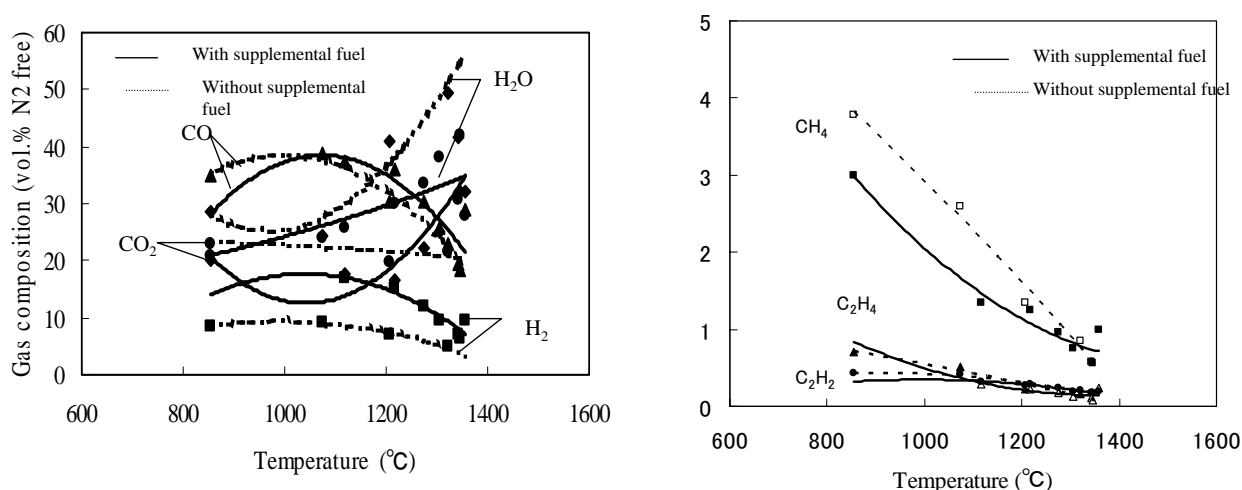 Gas composition (vol.% N2 free)
60
50
40
30
20
10
0
With supplemental fuel
Without supplemental
fuel
H2O
CO
CO2
H2
600 800 1000 1200 1400 1600
Temperature (℃)
5
4
3
2
1
0
With supplemental fuel
Without supplemental fuel
CH4
C2H4
C2H2
600 800 1000 1200 1400 1600
Temperature (℃)